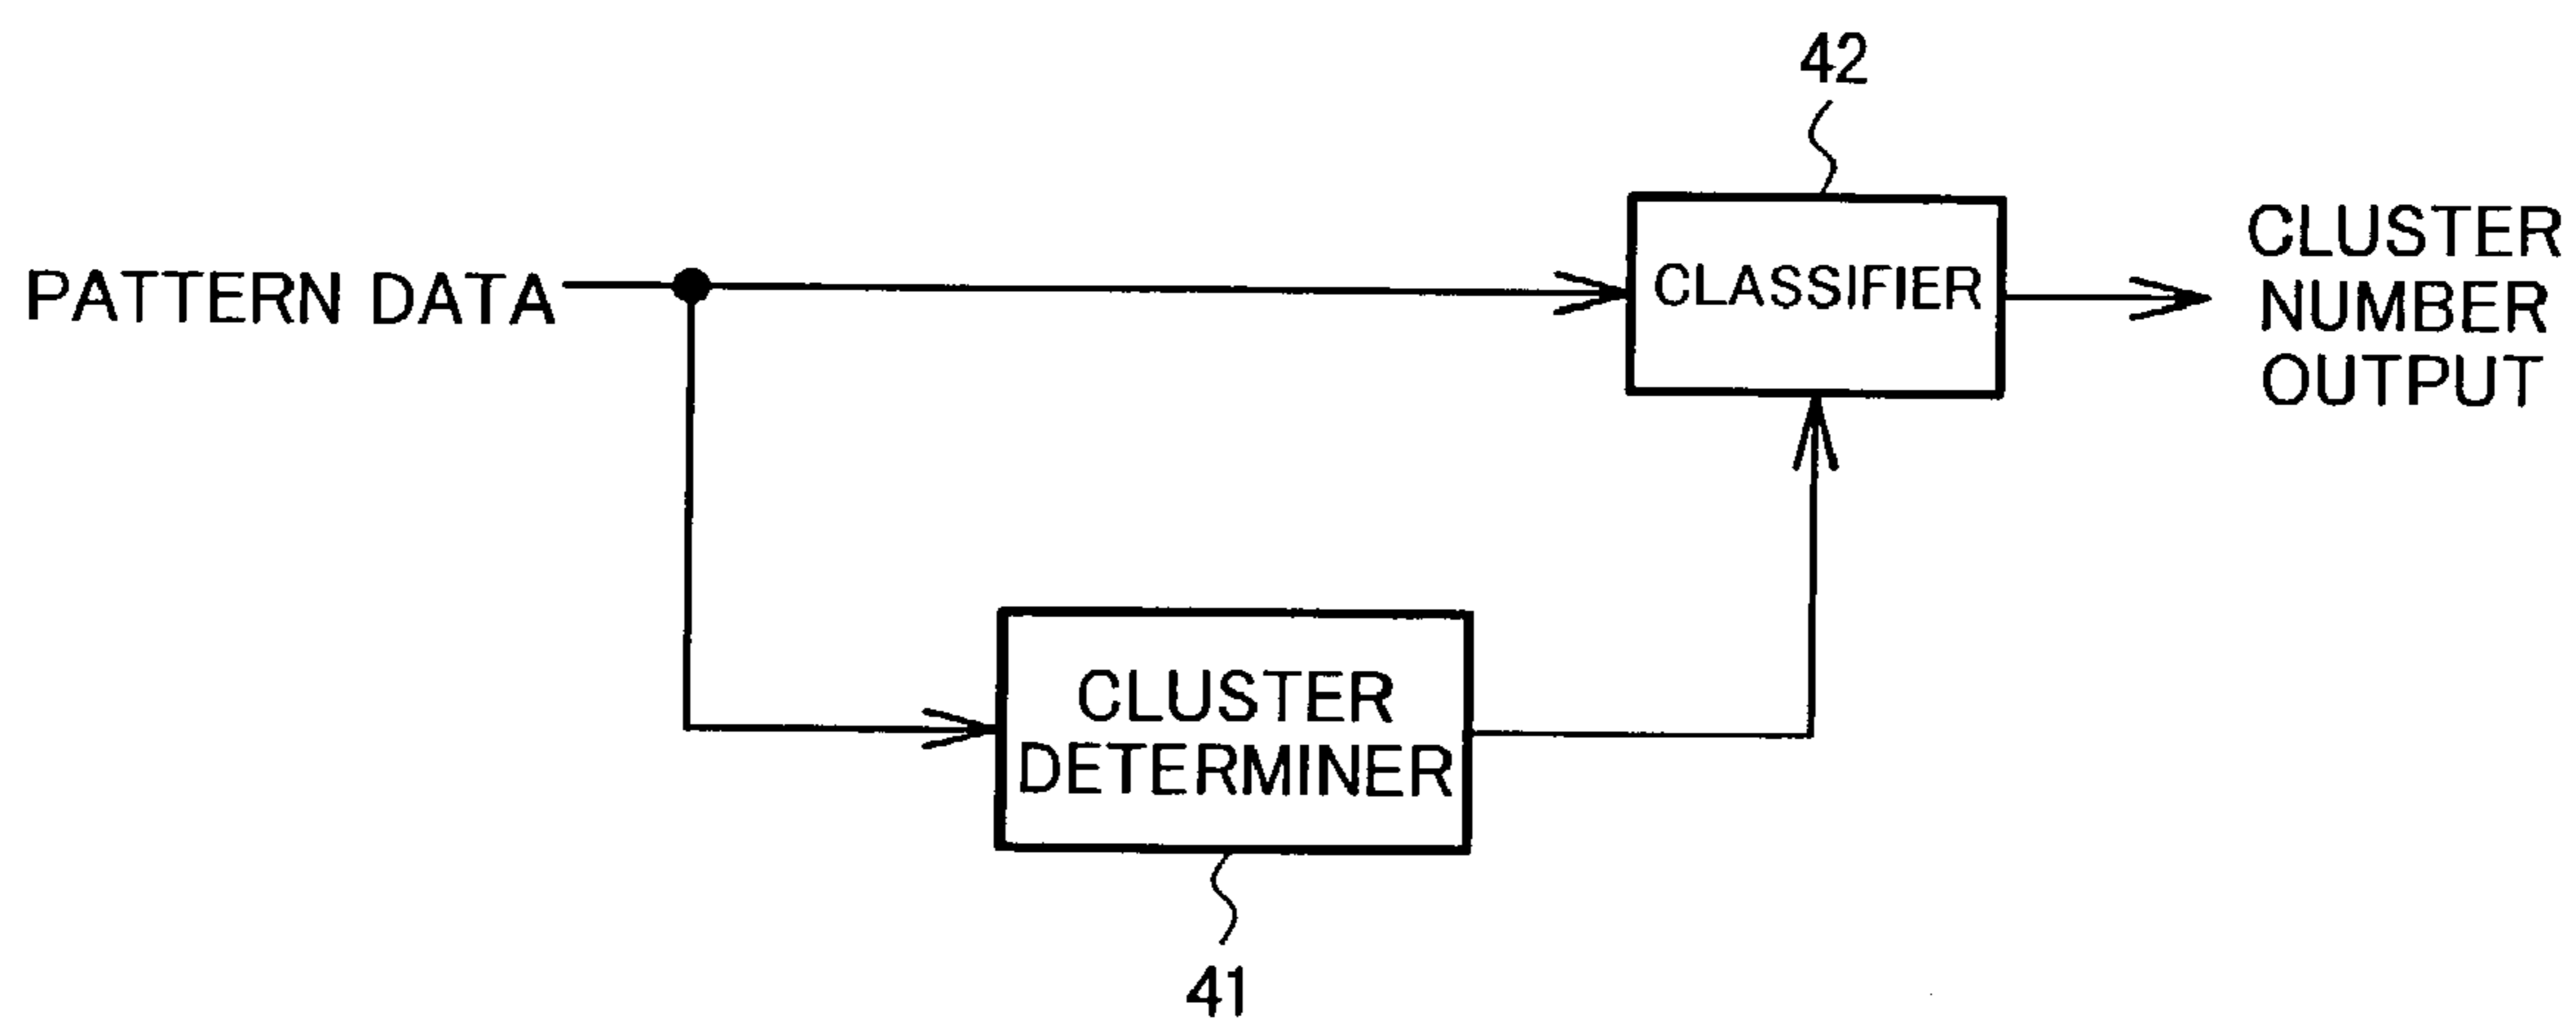 42
PATTERN DATA
CLASSIFIER
CLUSTER
NUMBER
OUTPUT
CLUSTER
DETERMINER
41